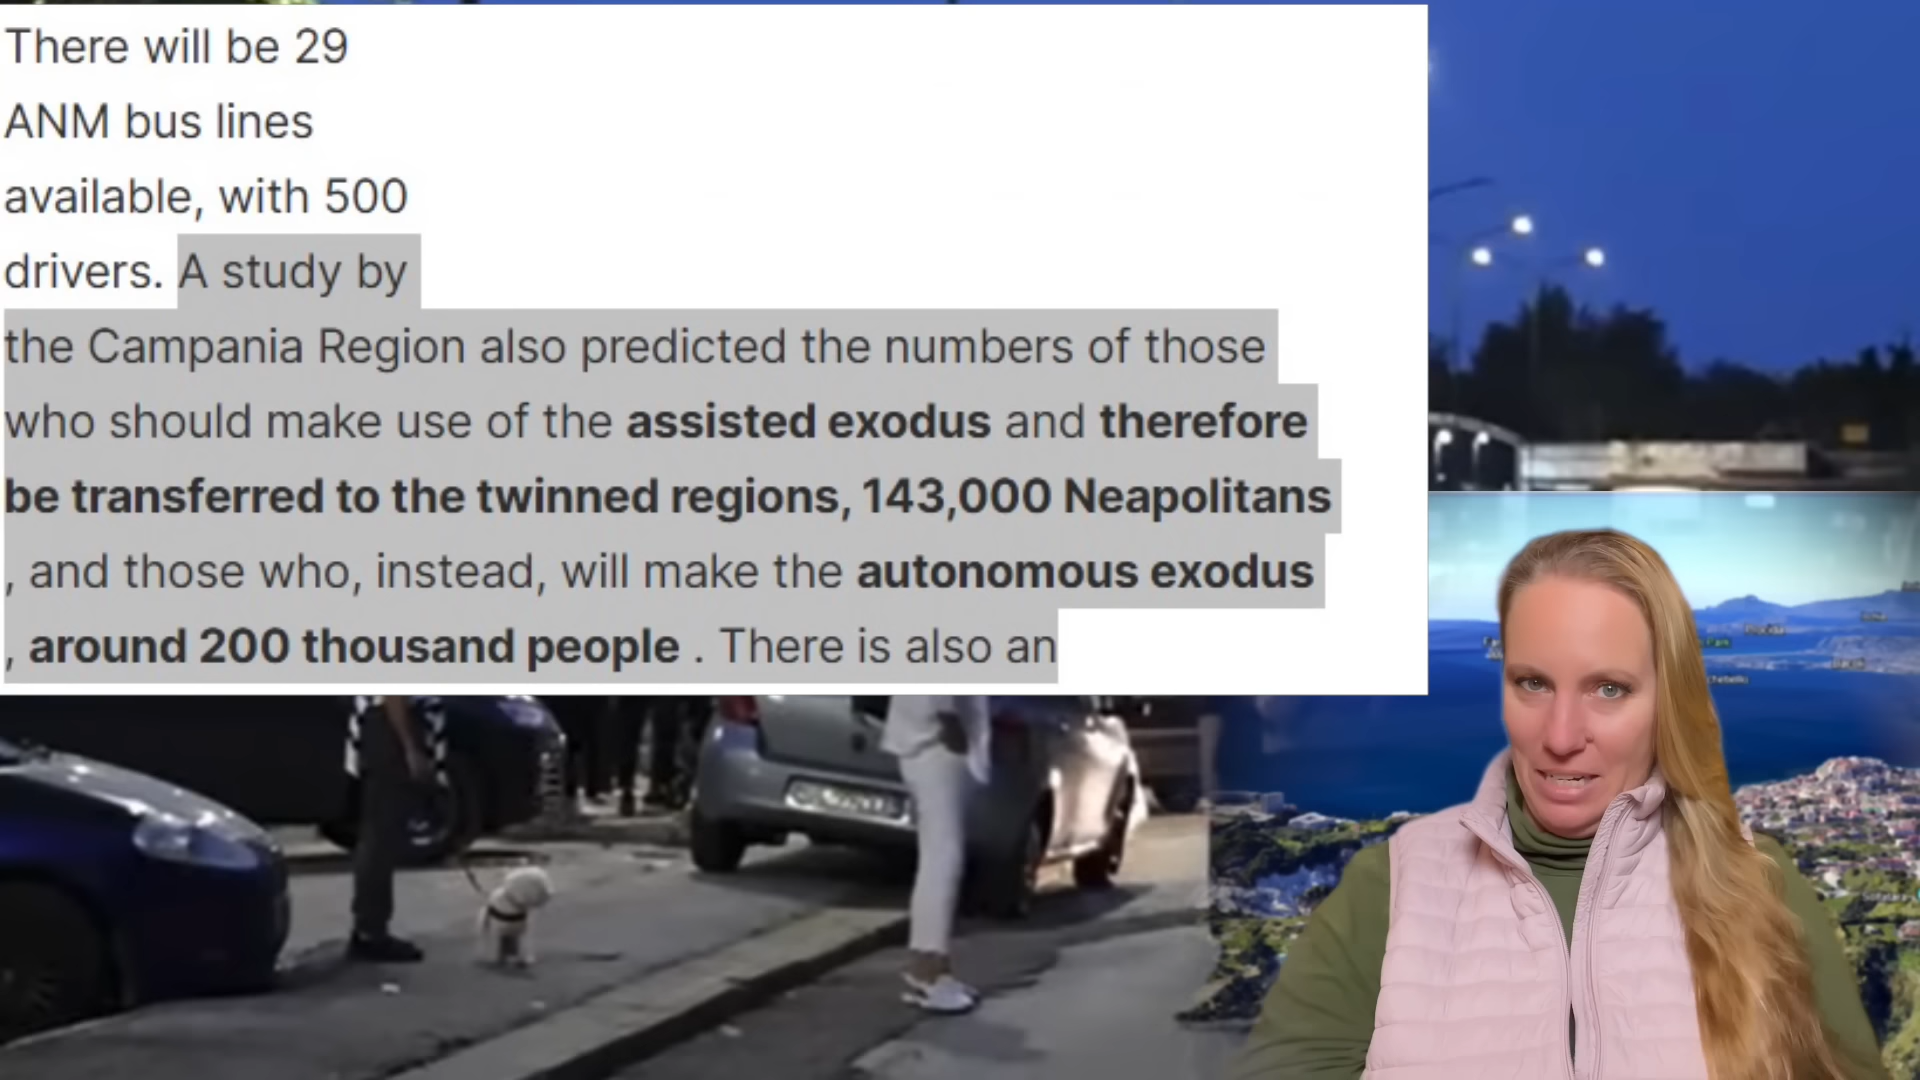 There will be 29
ANM bus lines
available, with 500
drivers. A study by
the Campania Region also predicted the numbers of those
who should make use of the assisted exodus and therefore
be transferred to the twinned regions, 143,000 Neapolitans
, and those who, instead, will make the autonomous exodus
, around 200 thousand people . There is also an